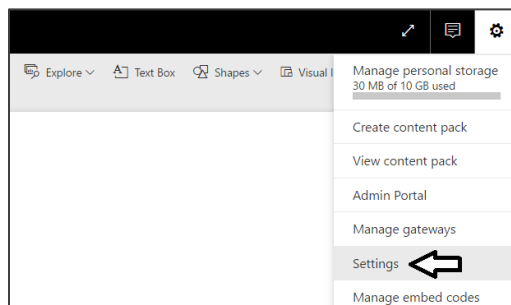 Explore Text Box Shapes Visual
Manage personal storage
30 MB of 10 GB used
Create content pack
View content pack
Admin Portal
Manage gateways
Settings
Manage embed codes